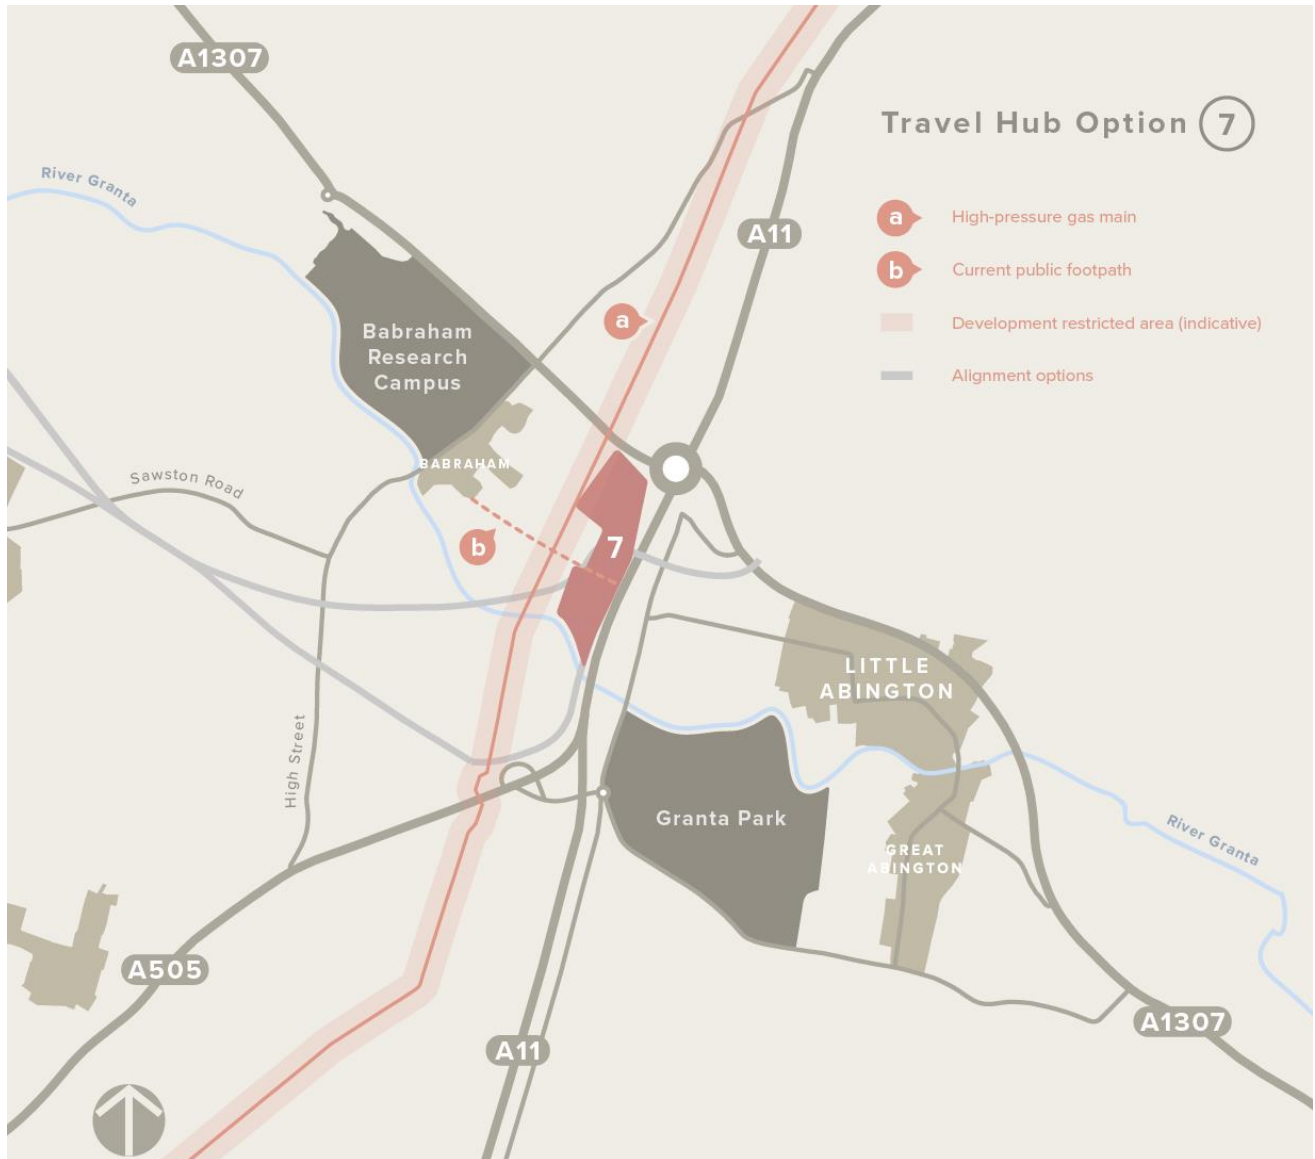 A1307
Travel Hub Option 7
River Granta
a High-pressure gas main
A11
b Current public footpath
a
Development restricted area (indicative)
Babraham
Research
Campus
Alignment options
BABRAHAM
Sawston Road
b
7
LITTLE
ABINGTON
High Street
Granta Park
River Granta
GREAT
ABINGTON
A505
A1307
A11